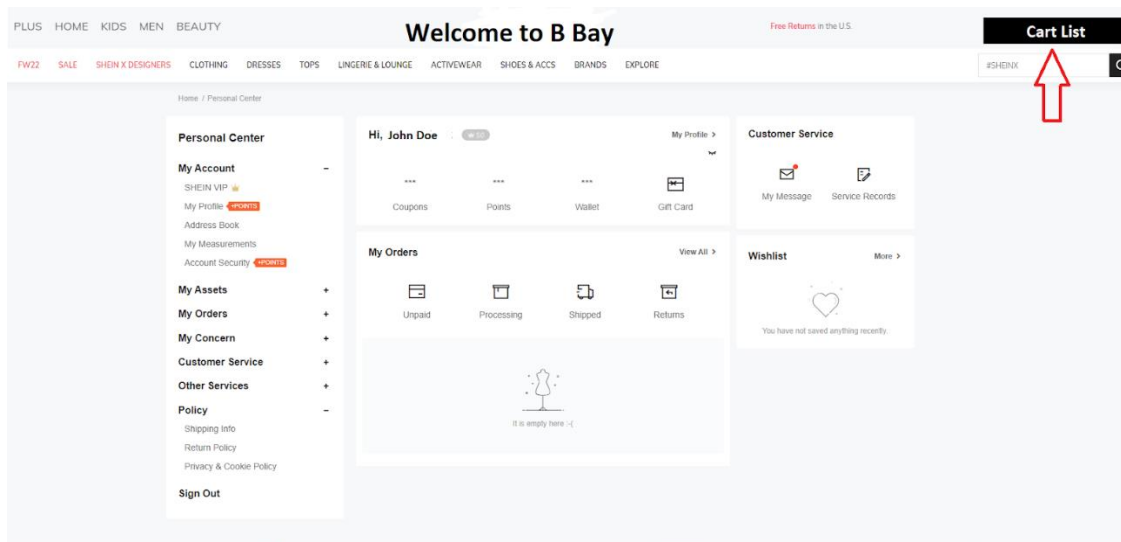 PLUS HOME KIDS MEN BEAUTY
Welcome to B Bay
Free Returns in the U.S.
Cart List
FW22 SALE SHEIN X DESIGNERS CLOTHING DRESSES TOPS LINGERIE & LOUNGE ACTIVEWEAR SHOES & ACCS BRANDS EXPLORE
#SHEINX
Home / Personal Center
Personal Center
My Account −
SHEIN VIP
My Profile +POINTS
Address Book
My Measurements
Account Security +POINTS
My Assets +
My Orders +
My Concern +
Customer Service +
Other Services +
Policy −
Shipping Info
Return Policy
Privacy & Cookie Policy
Sign Out
Hi, John Doe
My Profile >
Coupons Points Wallet Gift Card
My Orders
View All >
Unpaid Processing Shipped Returns
It is empty here :-(
Customer Service
My Message Service Records
Wishlist
More >
You have not saved anything recently.